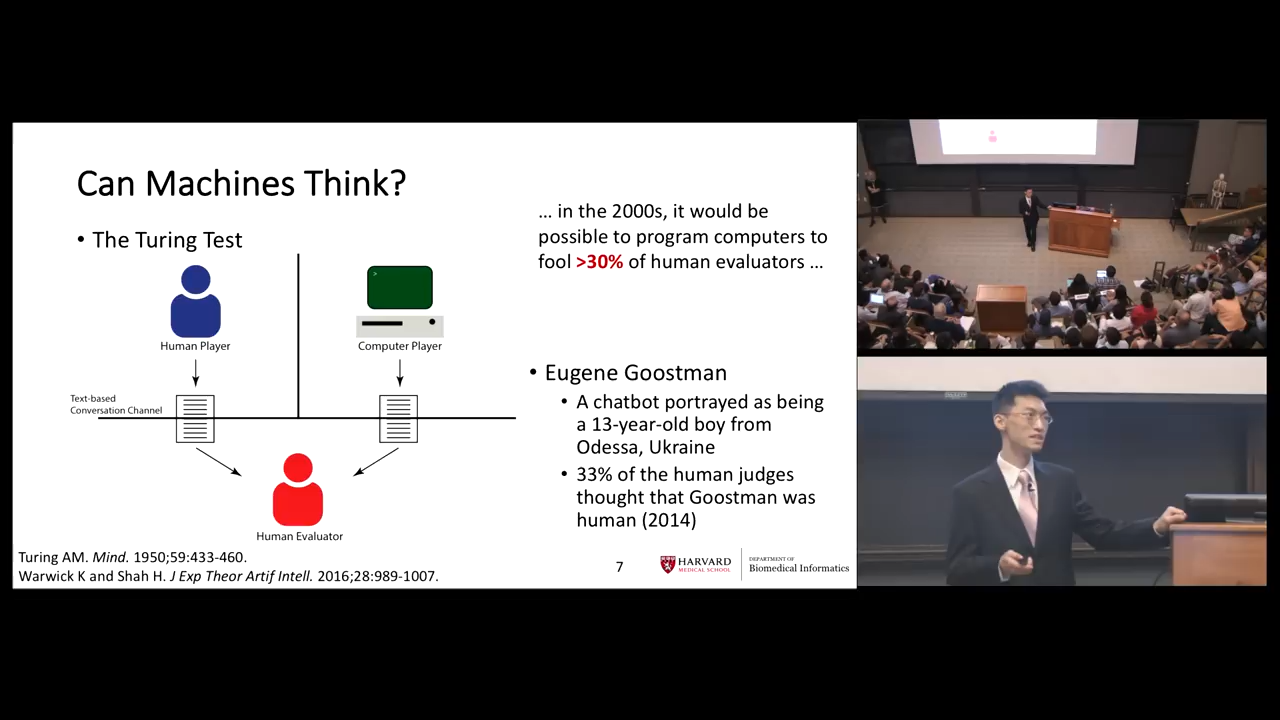 Can Machines Think?
• The Turing Test
Human Player
>
Computer Player
Text-based
Conversation Channel
Human Evaluator
... in the 2000s, it would be
possible to program computers to
fool >30% of human evaluators ...
• Eugene Goostman
• A chatbot portrayed as being
a 13-year-old boy from
Odessa, Ukraine
• 33% of the human judges
thought that Goostman was
human (2014)
Turing AM. Mind. 1950;59:433-460.
Warwick K and Shah H. J Exp Theor Artif Intell. 2016;28:989-1007.
7
HARVARD
MEDICAL SCHOOL
DEPARTMENT OF
Biomedical Informatics